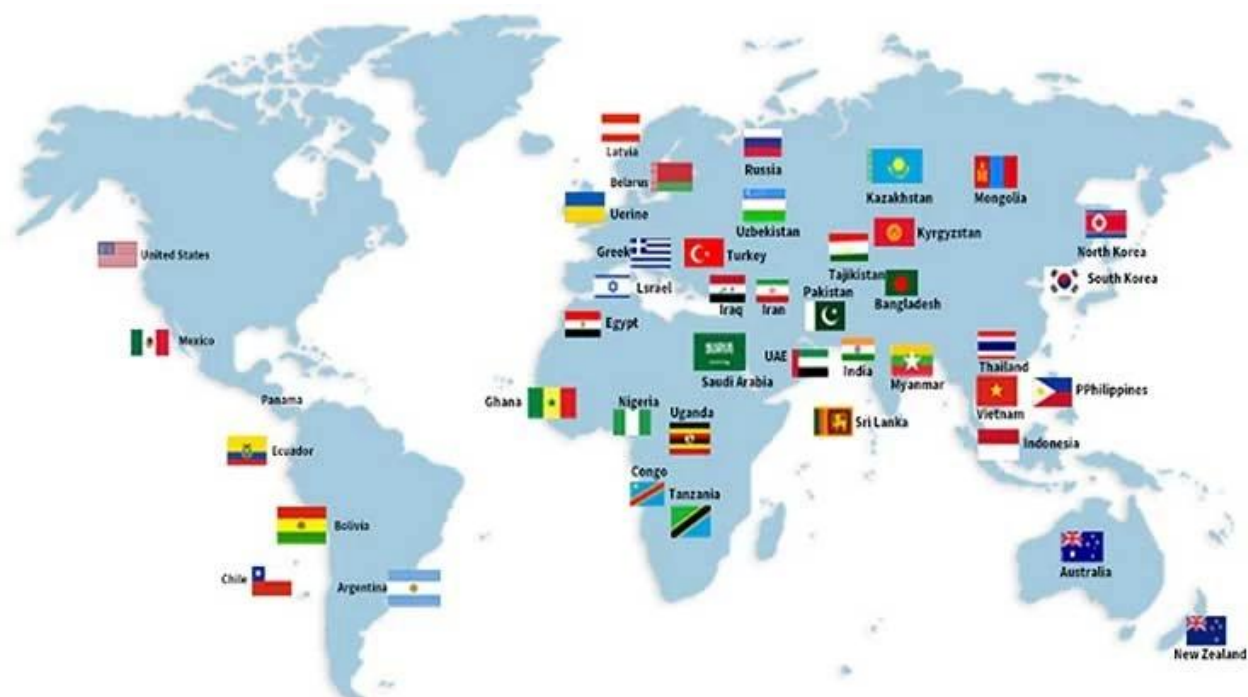 Latvia
Russia
Belarus
Kazakhstan
Mongolia
Uerine
Uzbekistan
Kyrgyzstan
United States
Greek
Turkey
Tajikistan
North Korea
Lsrael
Iraq
Iran
Pakistan
Bangladesh
South Korea
Egypt
Mexico
Saudi Arabia
UAE
India
Myanmar
Thailand
Panama
Ghana
Nigeria
Uganda
Sri Lanka
Vietnam
PPhilippines
Ecuador
Indonesia
Congo
Tanzania
Bolivia
Chile
Argentina
Australia
New Zealand